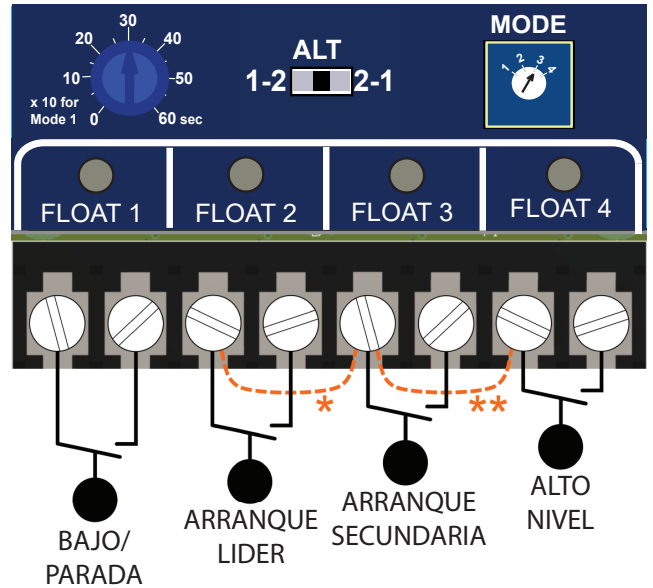 30
20 40
10 50
x 10 for
Mode 1
0 60 sec
ALT
1-2 2-1
MODE
1 2 3 4
FLOAT 1 FLOAT 2 FLOAT 3 FLOAT 4
* **
BAJO/
PARADA
ARRANQUE
LIDER
ARRANQUE
SECUNDARIA
ALTO
NIVEL